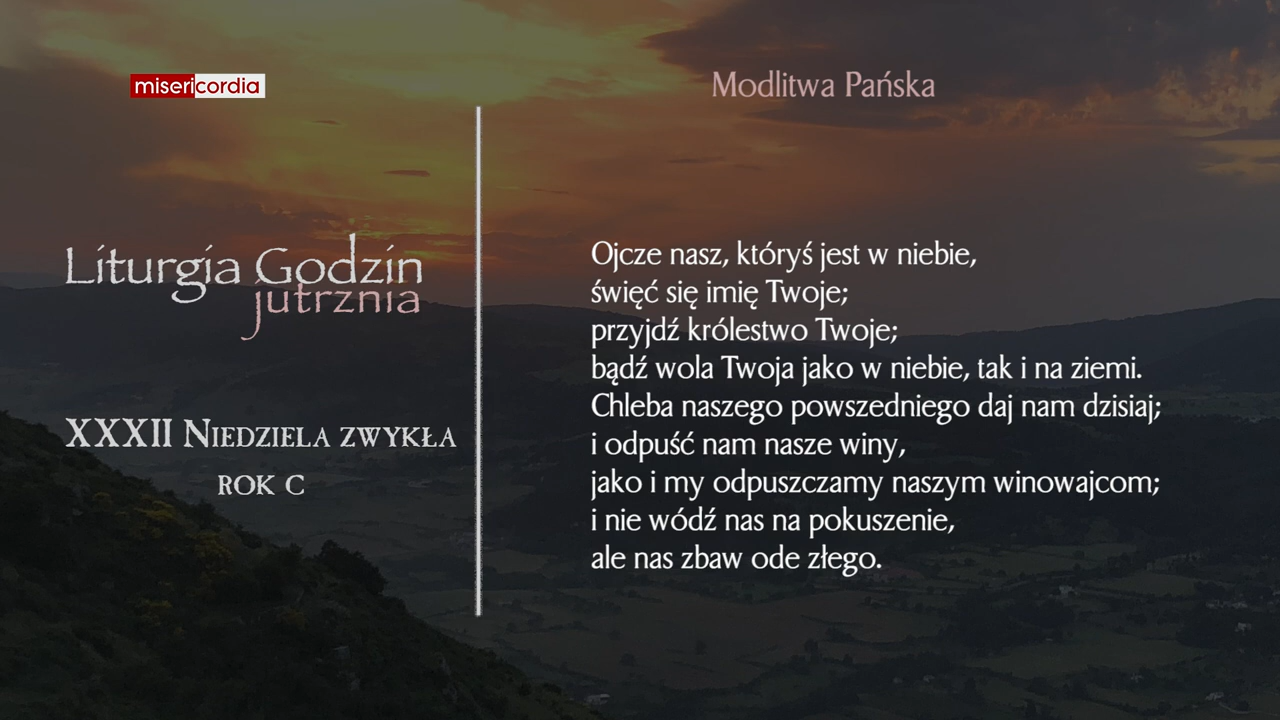 misericordia
Liturgia Godzin
jutrznia
XXXII Niedziela zwykła
rok C
Modlitwa Pańska
Ojcze nasz, któryś jest w niebie,
święć się imię Twoje;
przyjdź królestwo Twoje;
bądź wola Twoja jako w niebie, tak i na ziemi.
Chleba naszego powszedniego daj nam dzisiaj;
i odpuść nam nasze winy,
jako i my odpuszczamy naszym winowajcom;
i nie wódź nas na pokuszenie,
ale nas zbaw ode złego.